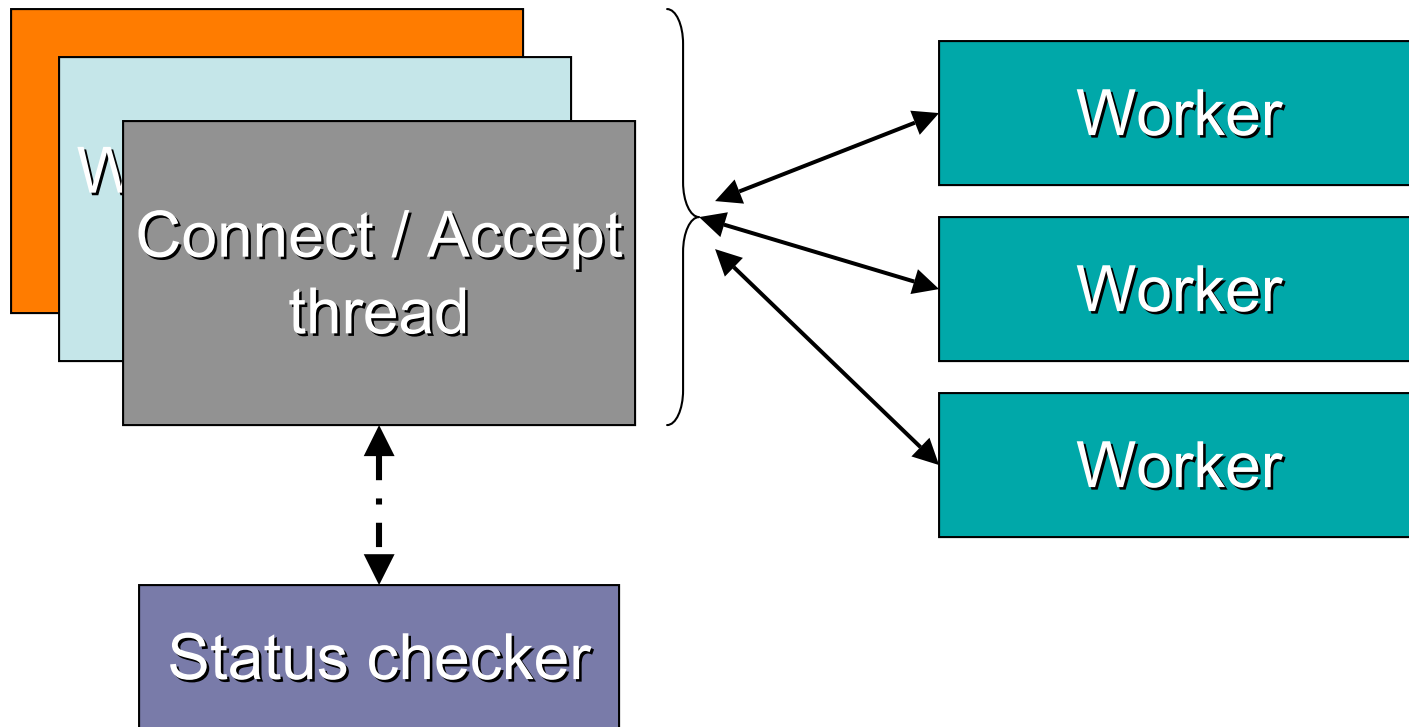 Connect / Accept
thread
Worker
Worker
Worker
Status checker